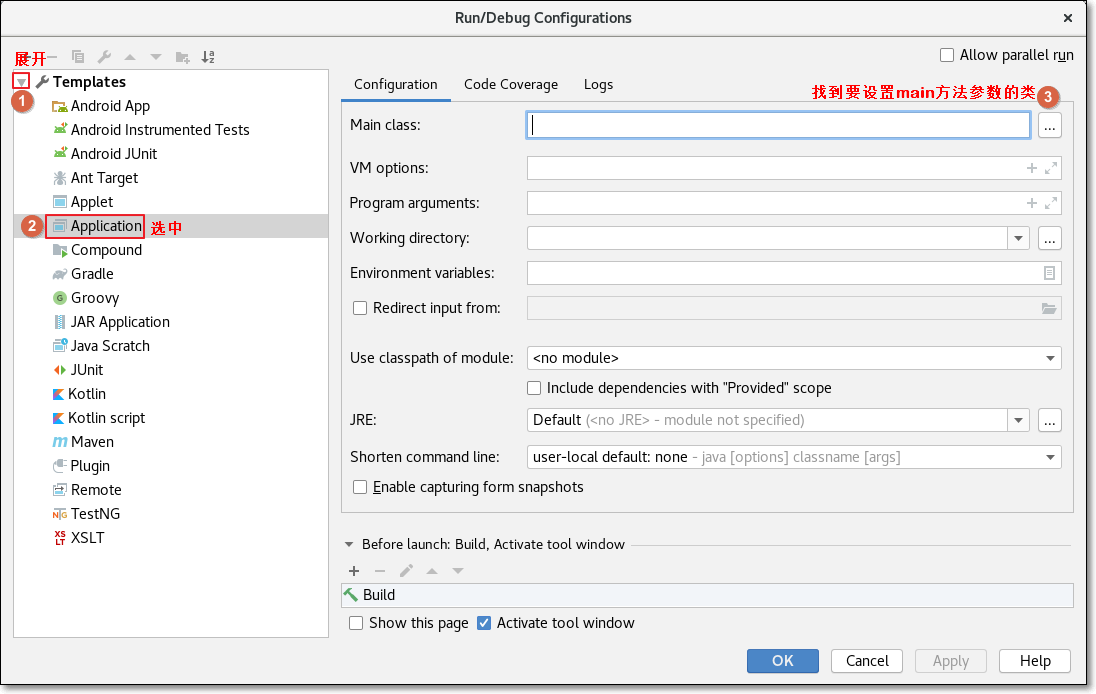 Run/Debug Configurations
展开
Allow parallel run
1
Templates
Android App
Android Instrumented Tests
Android JUnit
Ant Target
Applet
2
Application
选中
Compound
Gradle
Groovy
JAR Application
Java Scratch
JUnit
Kotlin
Kotlin script
Maven
Plugin
Remote
TestNG
XSLT
Configuration
Code Coverage
Logs
找到要设置main方法参数的类
3
Main class:
...
VM options:
Program arguments:
Working directory:
...
Environment variables:
Redirect input from:
Use classpath of module:
<no module>
Include dependencies with "Provided" scope
JRE:
Default (<no JRE> - module not specified)
...
Shorten command line:
user-local default: none - java [options] classname [args]
Enable capturing form snapshots
Before launch: Build, Activate tool window
Build
Show this page
Activate tool window
OK
Cancel
Apply
Help